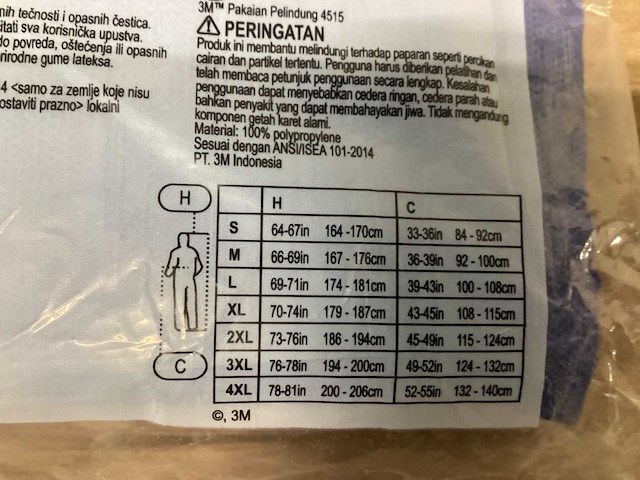 nih tečnosti i opasnih čestica.
itati sva korisnička uputstva.
do povreda, oštećenja ili opasnih
rirodne gume lateksa.
4 <samo za zemlje koje nisu
ostaviti prazno> lokalni
3M™ Pakaian Pelindung 4515
PERINGATAN
Produk ini membantu melindungi terhadap paparan seperti percikan
cairan dan partikel tertentu. Pengguna harus diberikan pelatihan dan
telah membaca petunjuk penggunaan secara lengkap. Kesalahan
penggunaan dapat menyebabkan cedera ringan, cedera parah atau
bahkan penyakit yang dapat membahayakan jiwa. Tidak mengandung
komponen getah karet alami.
Material: 100% polypropylene
Sesuai dengan ANSI/ISEA 101-2014
PT. 3M Indonesia
H
C
H C
S 64-67in 164 -170cm 33-36in 84 - 92cm
M 66-69in 167 - 176cm 36-39in 92 - 100cm
L 69-71in 174 - 181cm 39-43in 100 - 108cm
XL 70-74in 179 - 187cm 43-45in 108 - 115cm
2XL 73-76in 186 - 194cm 45-49in 115 - 124cm
3XL 76-78in 194 - 200cm 49-52in 124 - 132cm
4XL 78-81in 200 - 206cm 52-55in 132 - 140cm
©, 3M